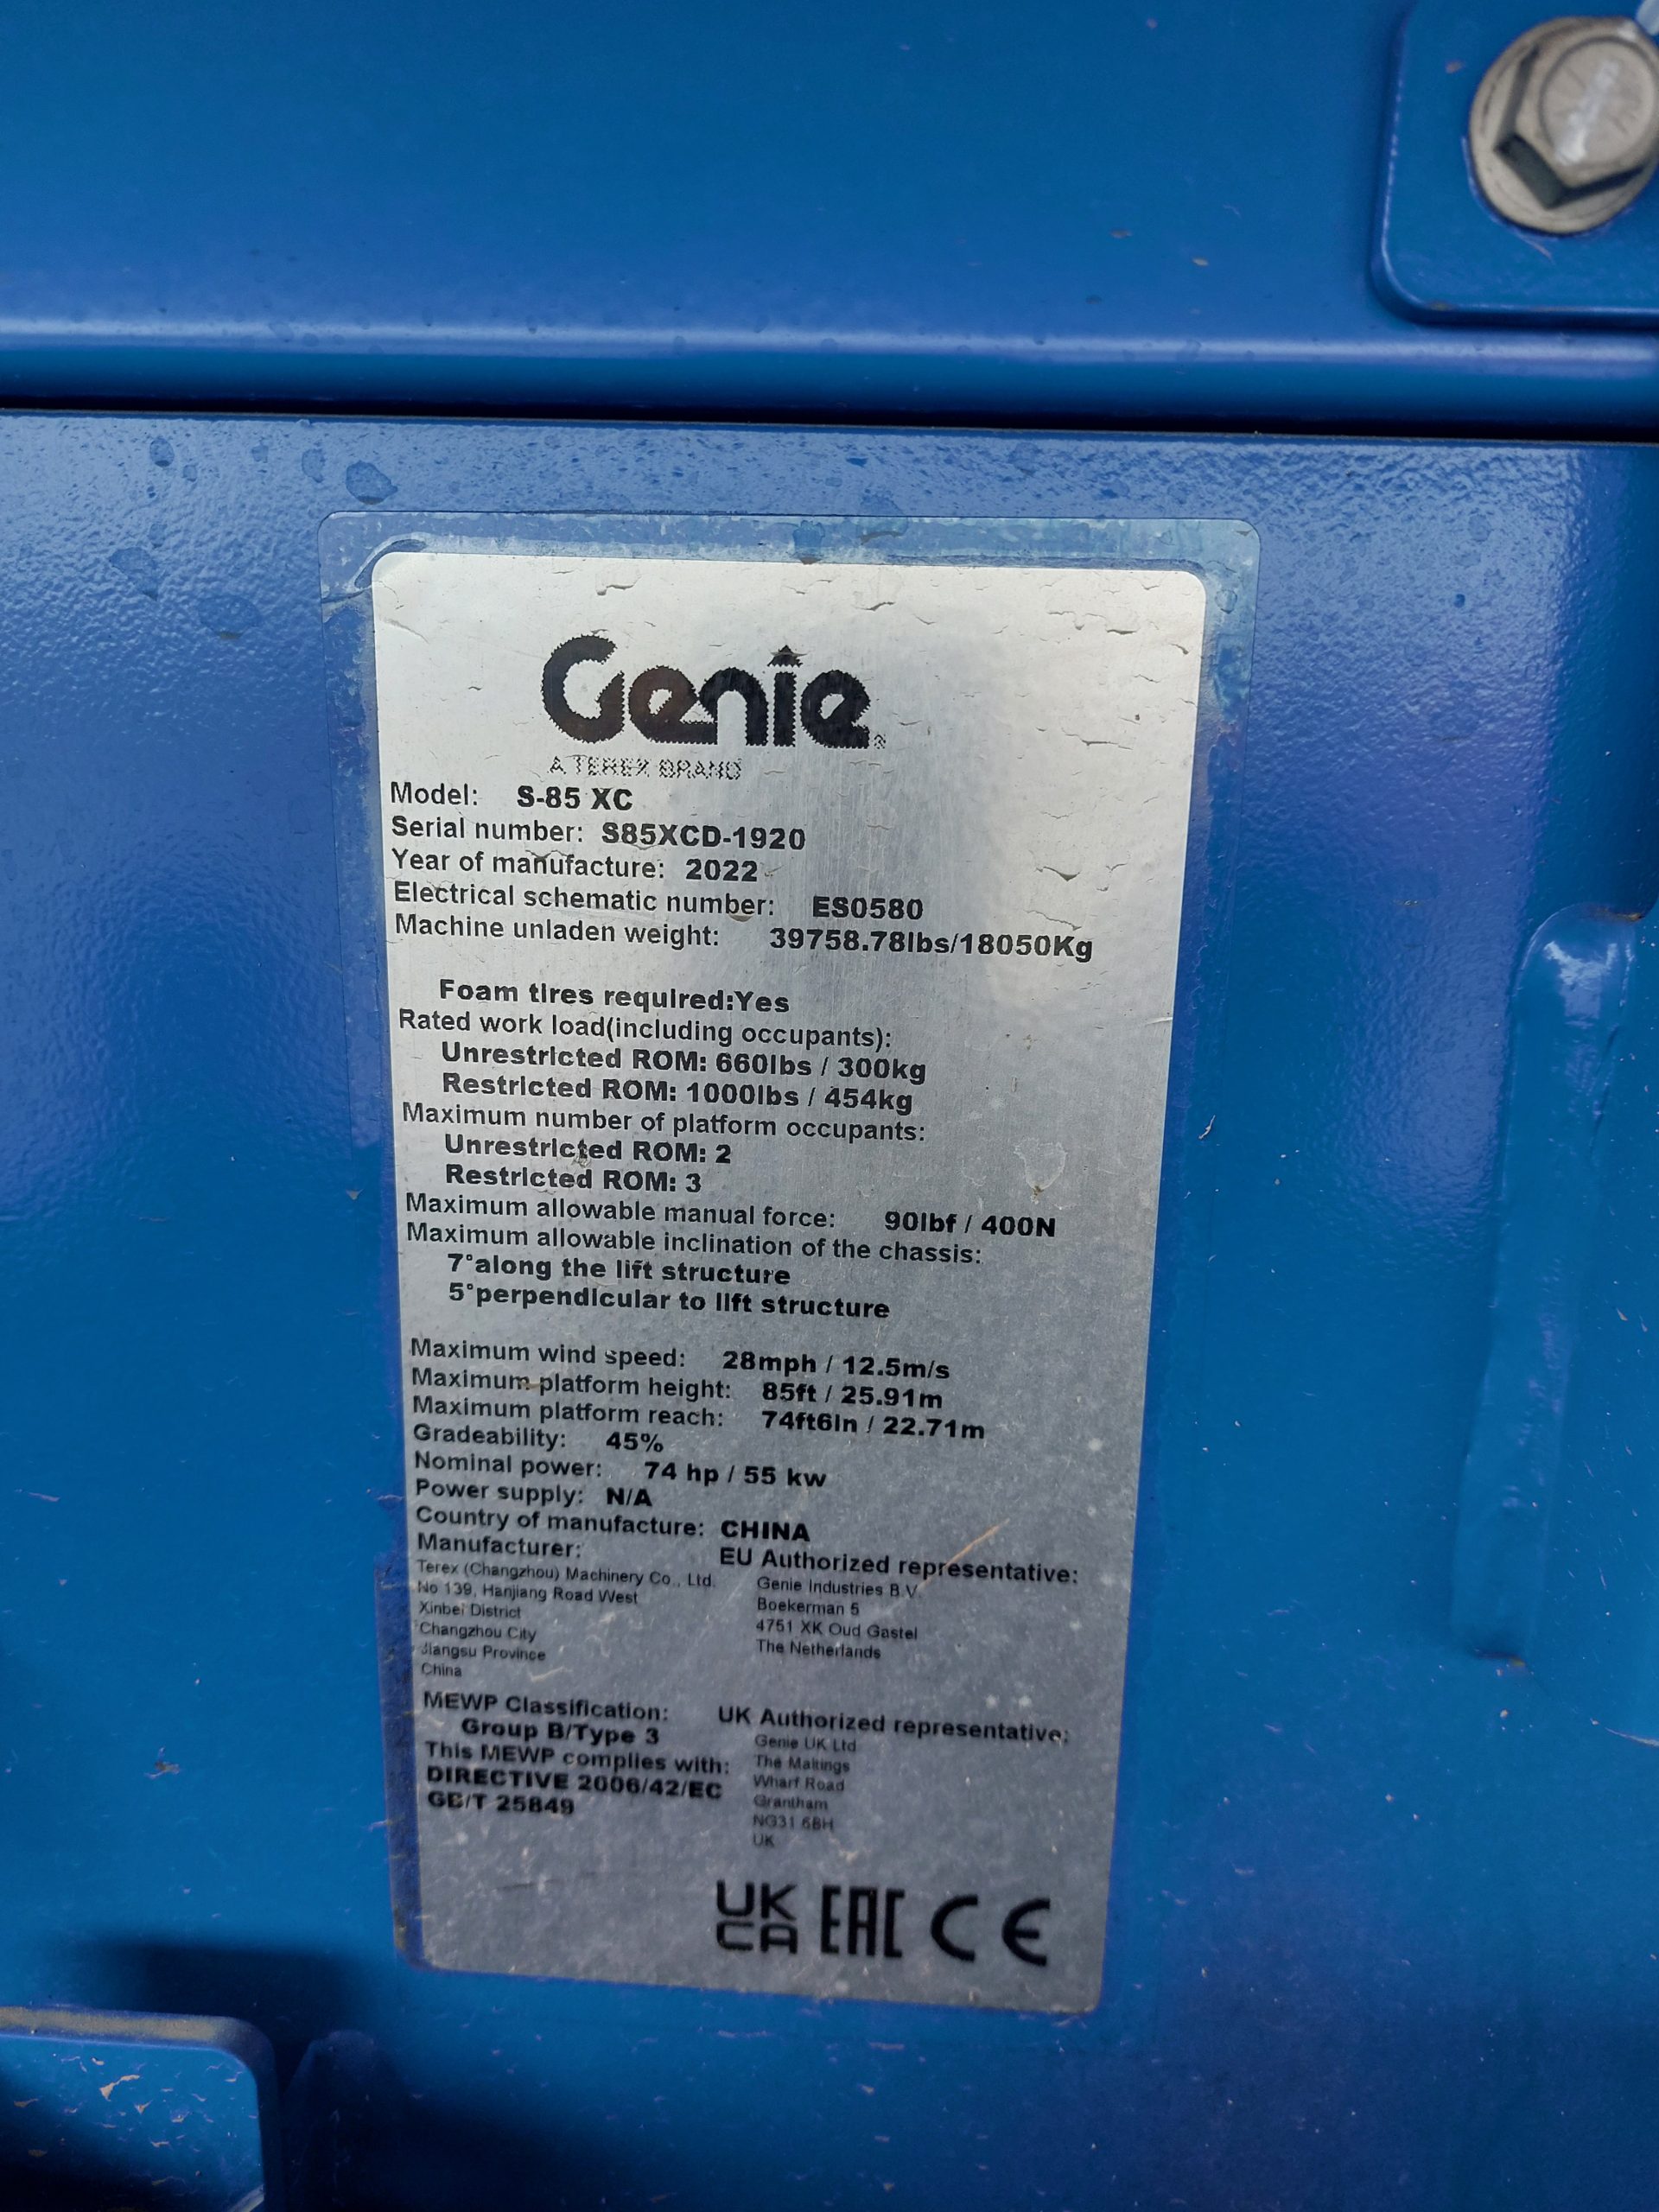 Genie®
A TEREX BRAND
Model: S-85 XC
Serial number: S85XCD-1920
Year of manufacture: 2022
Electrical schematic number: ES0580
Machine unladen weight: 39758.78lbs/18050Kg
Foam tires required:Yes
Rated work load(including occupants):
Unrestricted ROM: 660lbs / 300kg
Restricted ROM: 1000lbs / 454kg
Maximum number of platform occupants:
Unrestricted ROM: 2
Restricted ROM: 3
Maximum allowable manual force: 90lbf / 400N
Maximum allowable inclination of the chassis:
7°along the lift structure
5°perpendicular to lift structure
Maximum wind speed: 28mph / 12.5m/s
Maximum platform height: 85ft / 25.91m
Maximum platform reach: 74ft6in / 22.71m
Gradeability: 45%
Nominal power: 74 hp / 55 kw
Power supply: N/A
Country of manufacture: CHINA
Manufacturer:
Terex (Changzhou) Machinery Co., Ltd.
No 139, Hanjiang Road West
Xinbei District
Changzhou City
Jiangsu Province
China
EU Authorized representative:
Genie Industries B.V.
Boekerman 5
4751 XK Oud Gastel
The Netherlands
MEWP Classification:
Group B/Type 3
This MEWP complies with:
DIRECTIVE 2006/42/EC
GB/T 25849
UK Authorized representative:
Genie UK Ltd
The Maltings
Wharf Road
Grantham
NG31 6BH
UK
UK
CA EAC CE